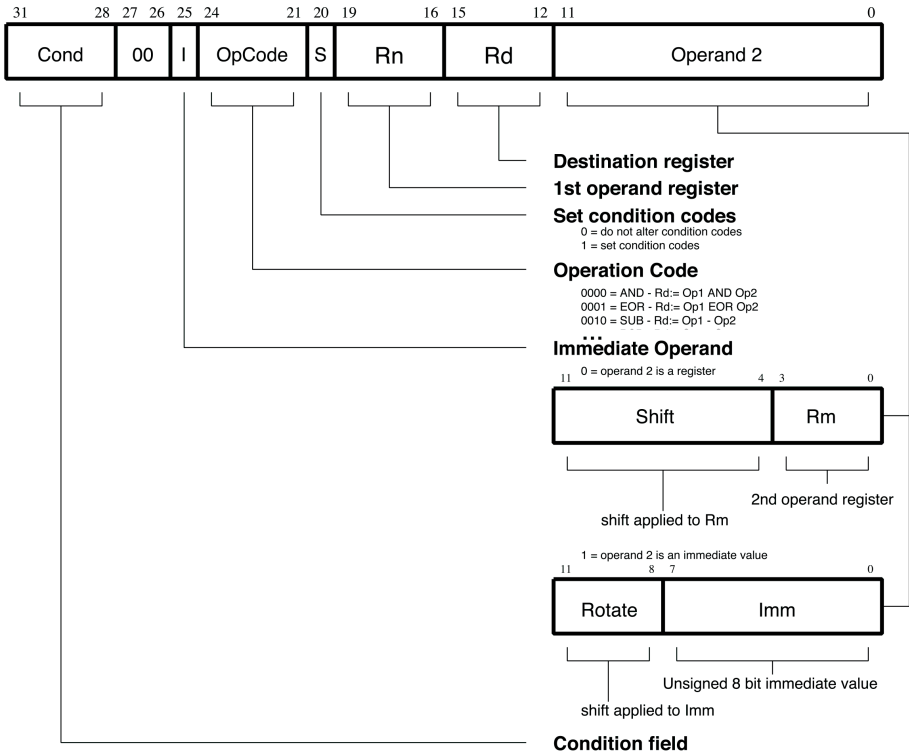 31 28 27 26 25 24 21 20 19 16 15 12 11 0
Cond 00 I OpCode S Rn Rd Operand 2
Destination register
1st operand register
Set condition codes
0 = do not alter condition codes
1 = set condition codes
Operation Code
0000 = AND - Rd:= Op1 AND Op2
0001 = EOR - Rd:= Op1 EOR Op2
0010 = SUB - Rd:= Op1 - Op2
...
Immediate Operand
0 = operand 2 is a register
11 4 3 0
Shift Rm
2nd operand register
shift applied to Rm
1 = operand 2 is an immediate value
11 8 7 0
Rotate Imm
Unsigned 8 bit immediate value
shift applied to Imm
Condition field